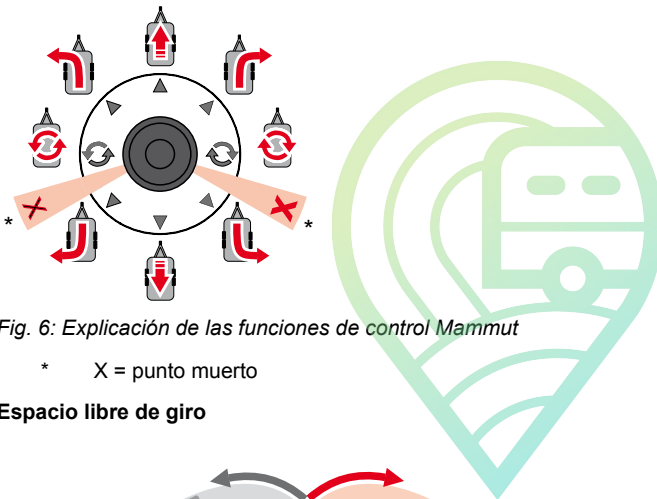 *
*
Fig. 6: Explicación de las funciones de control Mammut
* X = punto muerto
Espacio libre de giro